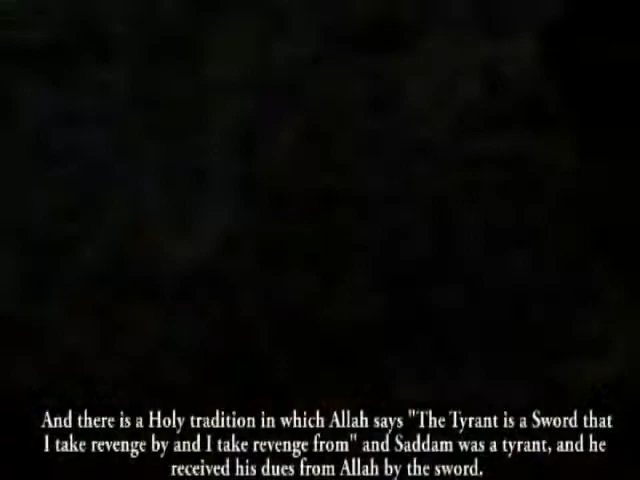 And there is a Holy tradition in which Allah says "The Tyrant is a Sword that
I take revenge by and I take revenge from" and Saddam was a tyrant, and he
received his dues from Allah by the sword.